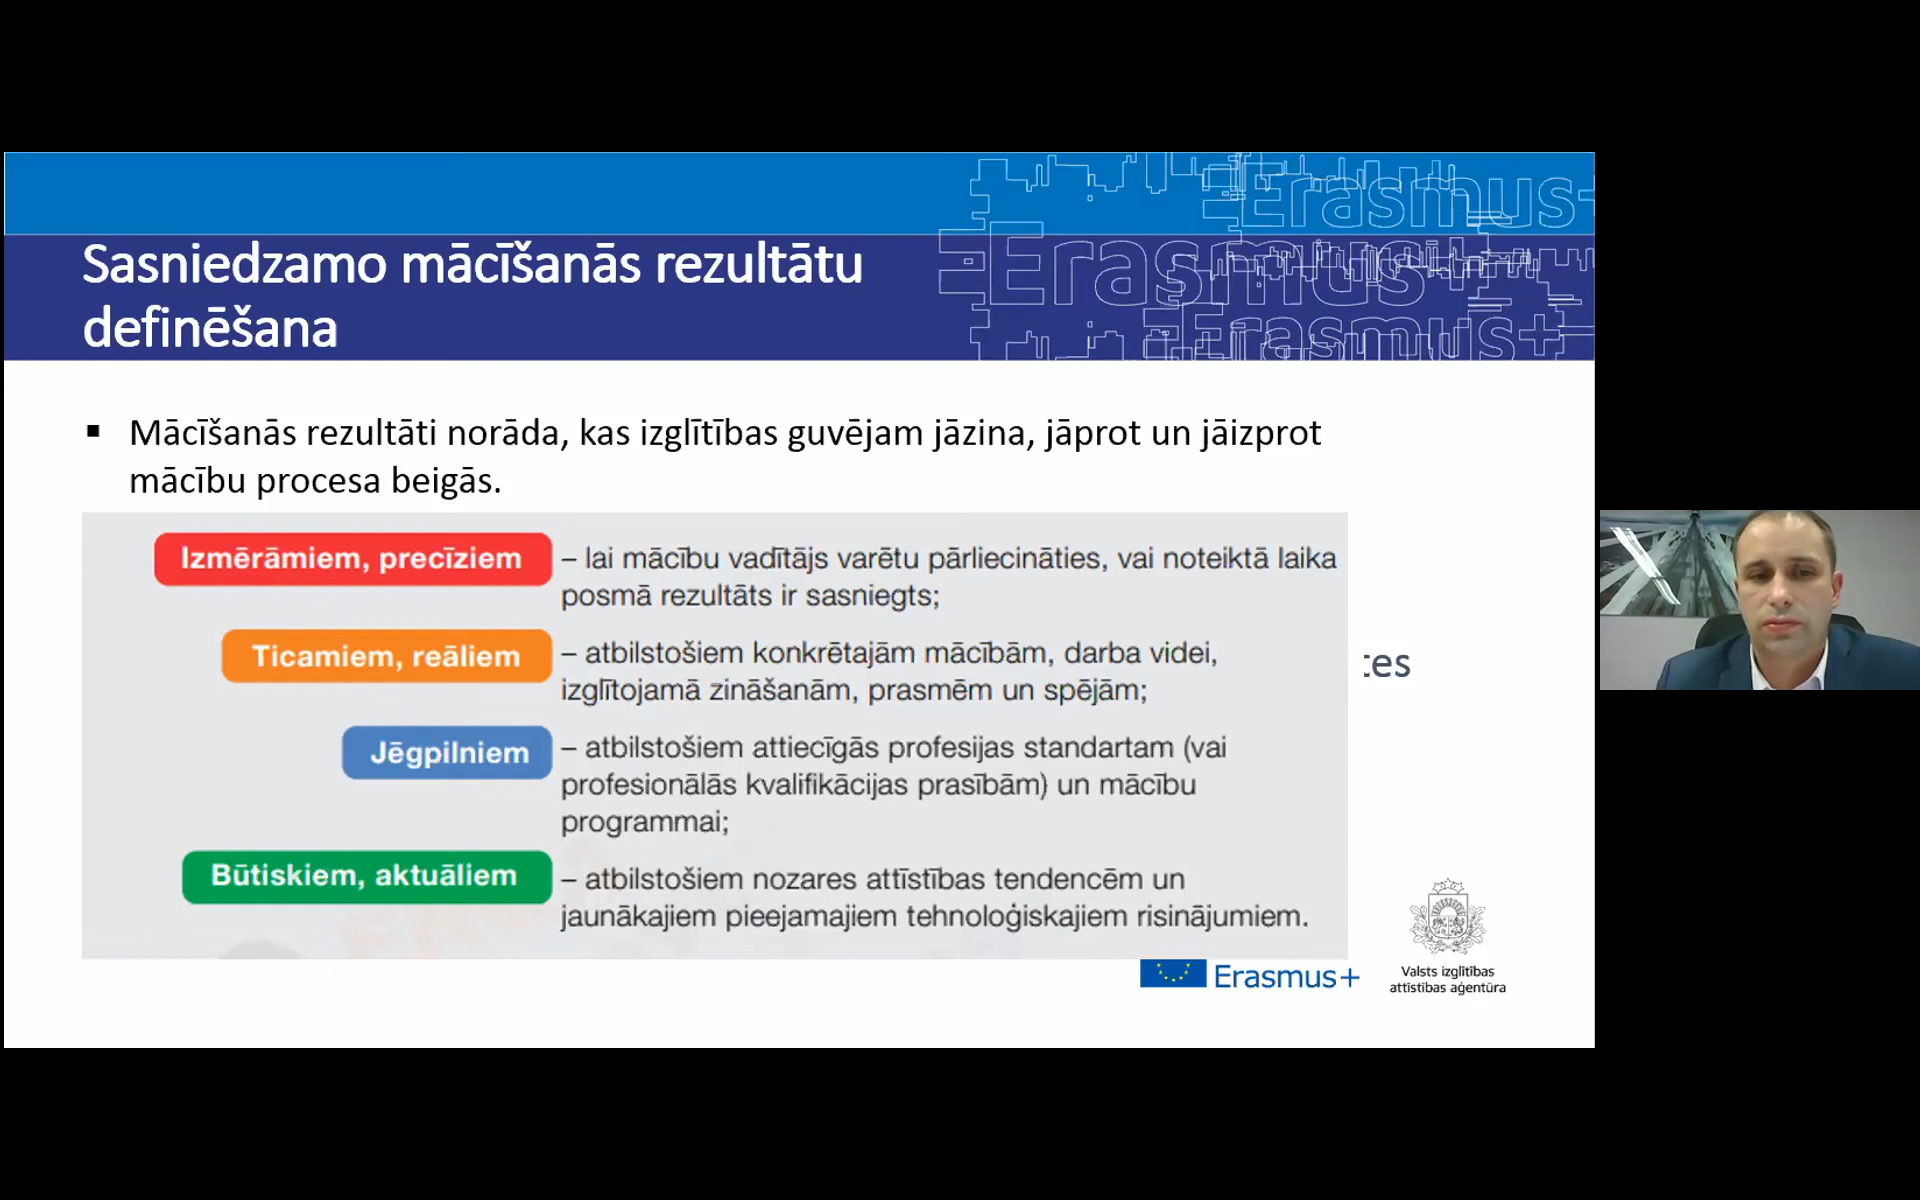 Erasmus+
Erasmus+
Erasmus+
Sasniedzamo mācīšanās rezultātu
definēšana
▪ Mācīšanās rezultāti norāda, kas izglītības guvējam jāzina, jāprot un jāizprot
mācību procesa beigās.
Izmērāmiem, precīziem – lai mācību vadītājs varētu pārliecināties, vai noteiktā laika
posmā rezultāts ir sasniegts;
Ticamiem, reāliem – atbilstošiem konkrētajām mācībām, darba videi,
izglītojamā zināšanām, prasmēm un spējām;
Jēgpilniem – atbilstošiem attiecīgās profesijas standartam (vai
profesionālās kvalifikācijas prasībām) un mācību
programmai;
Būtiskiem, aktuāliem – atbilstošiem nozares attīstības tendencēm un
jaunākajiem pieejamajiem tehnoloģiskajiem risinājumiem.
Erasmus+
Valsts izglītības
attīstības aģentūra